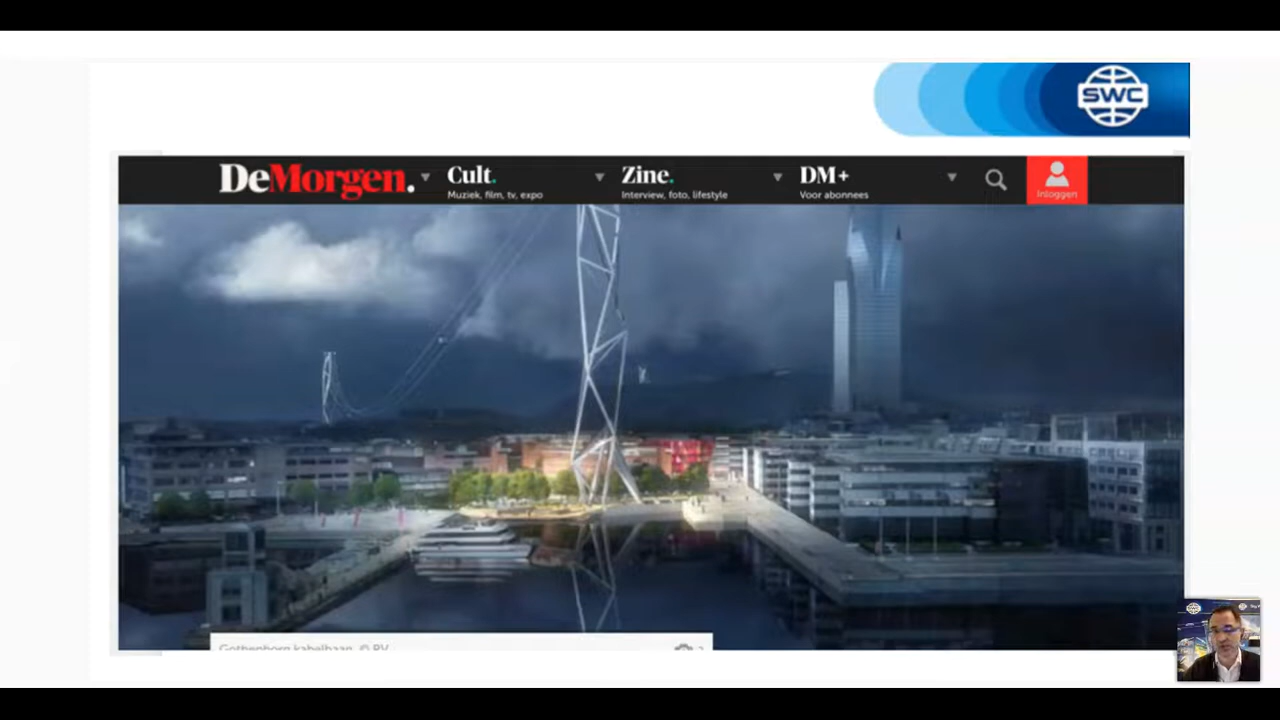 SWC
DeMorgen.
Cult.
Muziek, film, tv, expo
Zine.
Interview, foto, lifestyle
DM+
Voor abonnees
Inloggen